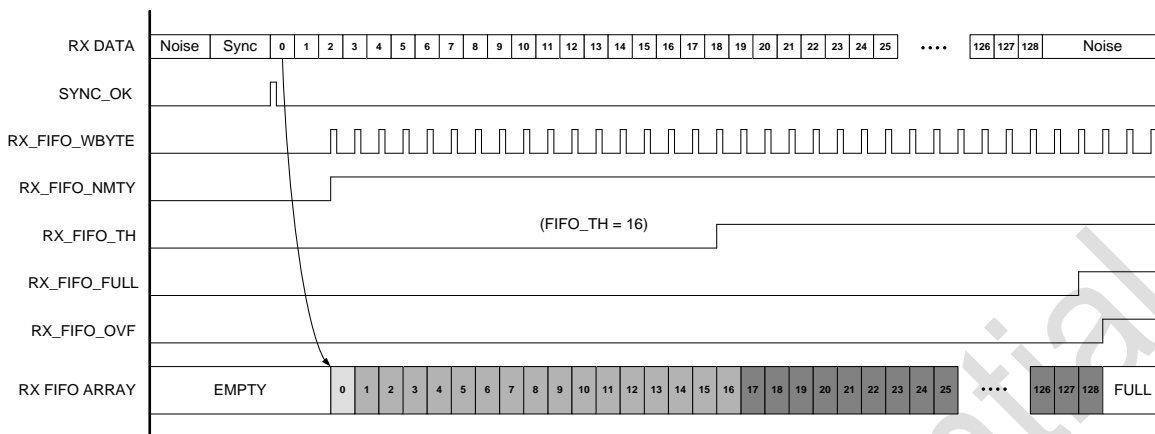 RX DATA Noise Sync 0 1 2 3 4 5 6 7 8 9 10 11 12 13 14 15 16 17 18 19 20 21 22 23 24 25 .... 126 127 128 Noise
SYNC_OK
RX_FIFO_WBYTE
RX_FIFO_NMTY
RX_FIFO_TH (FIFO_TH = 16)
RX_FIFO_FULL
RX_FIFO_OVF
RX FIFO ARRAY EMPTY 0 1 2 3 4 5 6 7 8 9 10 11 12 13 14 15 16 17 18 19 20 21 22 23 24 25 .... 126 127 128 FULL
ntial